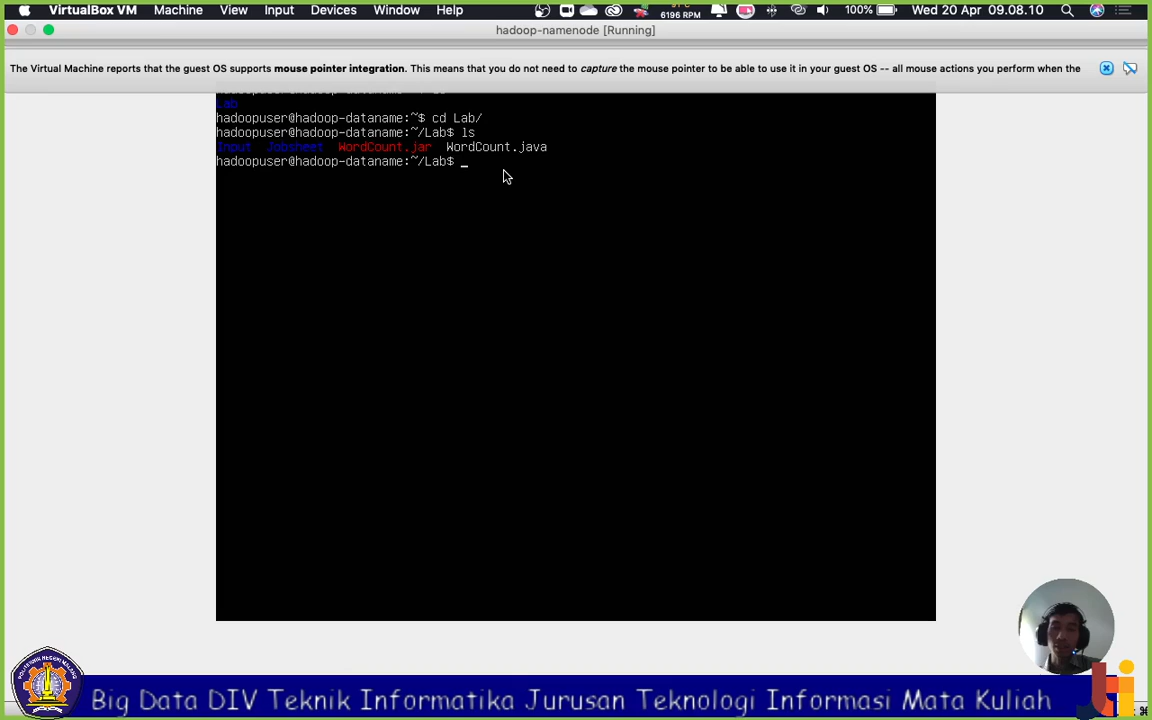 VirtualBox VM Machine View Input Devices Window Help 6196 RPM 100% Wed 20 Apr 09.08.10
hadoop-namenode [Running]
The Virtual Machine reports that the guest OS supports mouse pointer integration. This means that you do not need to capture the mouse pointer to be able to use it in your guest OS -- all mouse actions you perform when the
Lab
hadoopuser@hadoop-dataname:~$ cd Lab/
hadoopuser@hadoop-dataname:~/Lab$ ls
Input Jobsheet WordCount.jar WordCount.java
hadoopuser@hadoop-dataname:~/Lab$ _
POLITEKNIK NEGERI MALANG
Big Data DIV Teknik Informatika Jurusan Teknologi Informasi Mata Kuliah